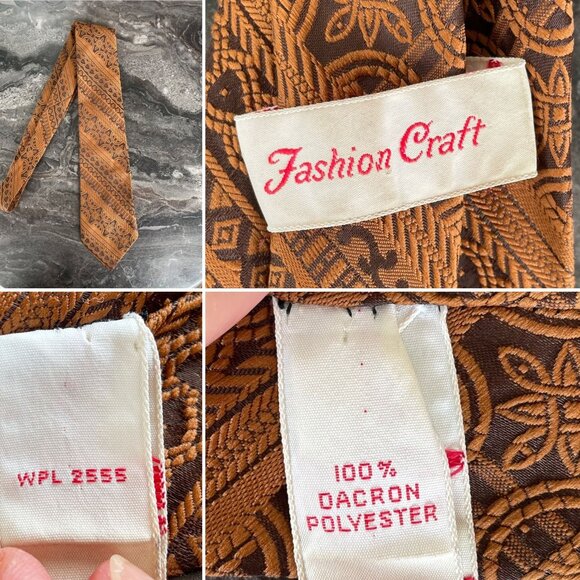 Fashion Craft
WPL 2555
100%
DACRON
POLYESTER